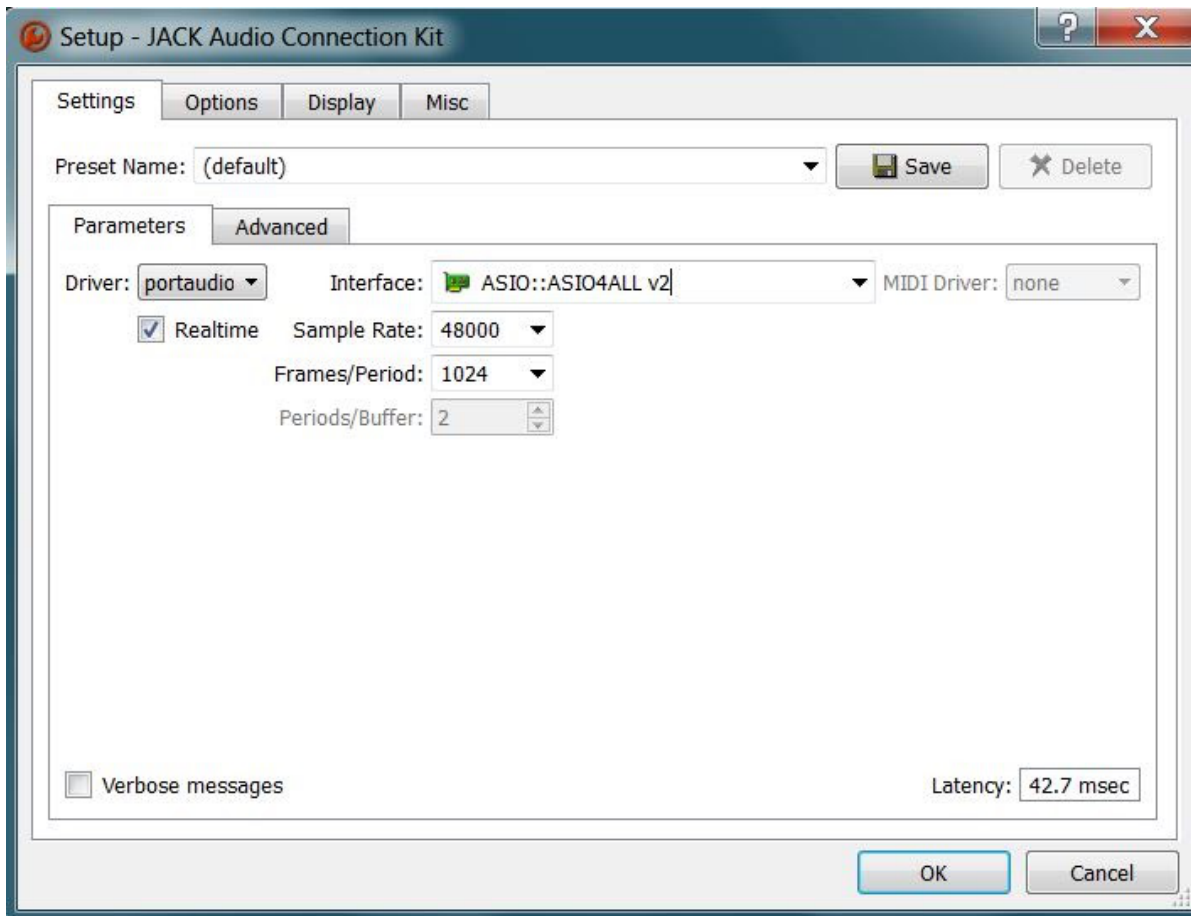 Setup - JACK Audio Connection Kit
Settings Options Display Misc
Preset Name: (default) Save Delete
Parameters Advanced
Driver: portaudio Interface: ASIO::ASIO4ALL v2 MIDI Driver: none
Realtime Sample Rate: 48000
Frames/Period: 1024
Periods/Buffer: 2
Verbose messages Latency: 42.7 msec
OK Cancel